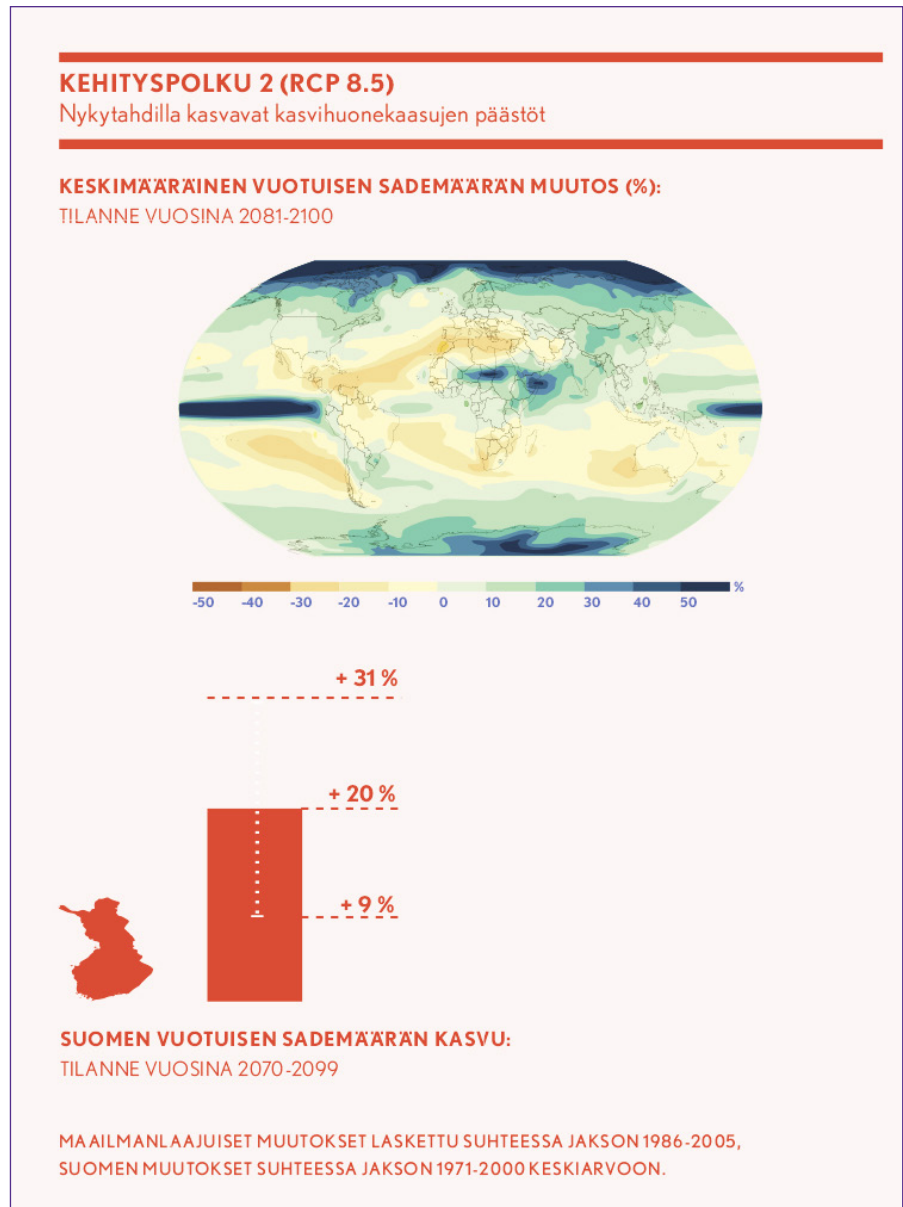 KEHITYSPOLKU 2 (RCP 8.5)
Nykytahdilla kasvavat kasvihuonekaasujen päästöt
KESKIMÄÄRÄINEN VUOTUISEN SADEMÄÄRÄN MUUTOS (%):
TILANNE VUOSINA 2081-2100
-50 -40 -30 -20 -10 0 10 20 30 40 50 %
+ 31 %
+ 20 %
+ 9 %
SUOMEN VUOTUISEN SADEMÄÄRÄN KASVU:
TILANNE VUOSINA 2070-2099
MAAILMANLAAJUISET MUUTOKSET LASKETTU SUHTEESSA JAKSON 1986-2005,
SUOMEN MUUTOKSET SUHTEESSA JAKSON 1971-2000 KESKIARVOON.